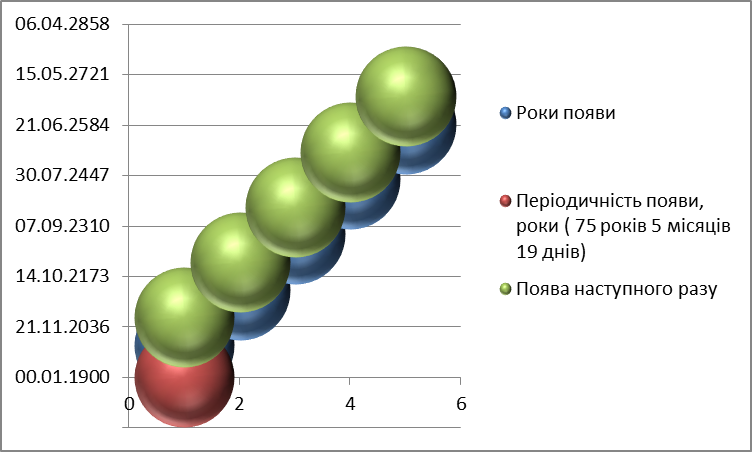 06.04.2858
15.05.2721
21.06.2584
30.07.2447
07.09.2310
14.10.2173
21.11.2036
00.01.1900
0 2 4 6
Роки появи
Періодичність появи,
роки ( 75 років 5 місяців
19 днів)
Поява наступного разу